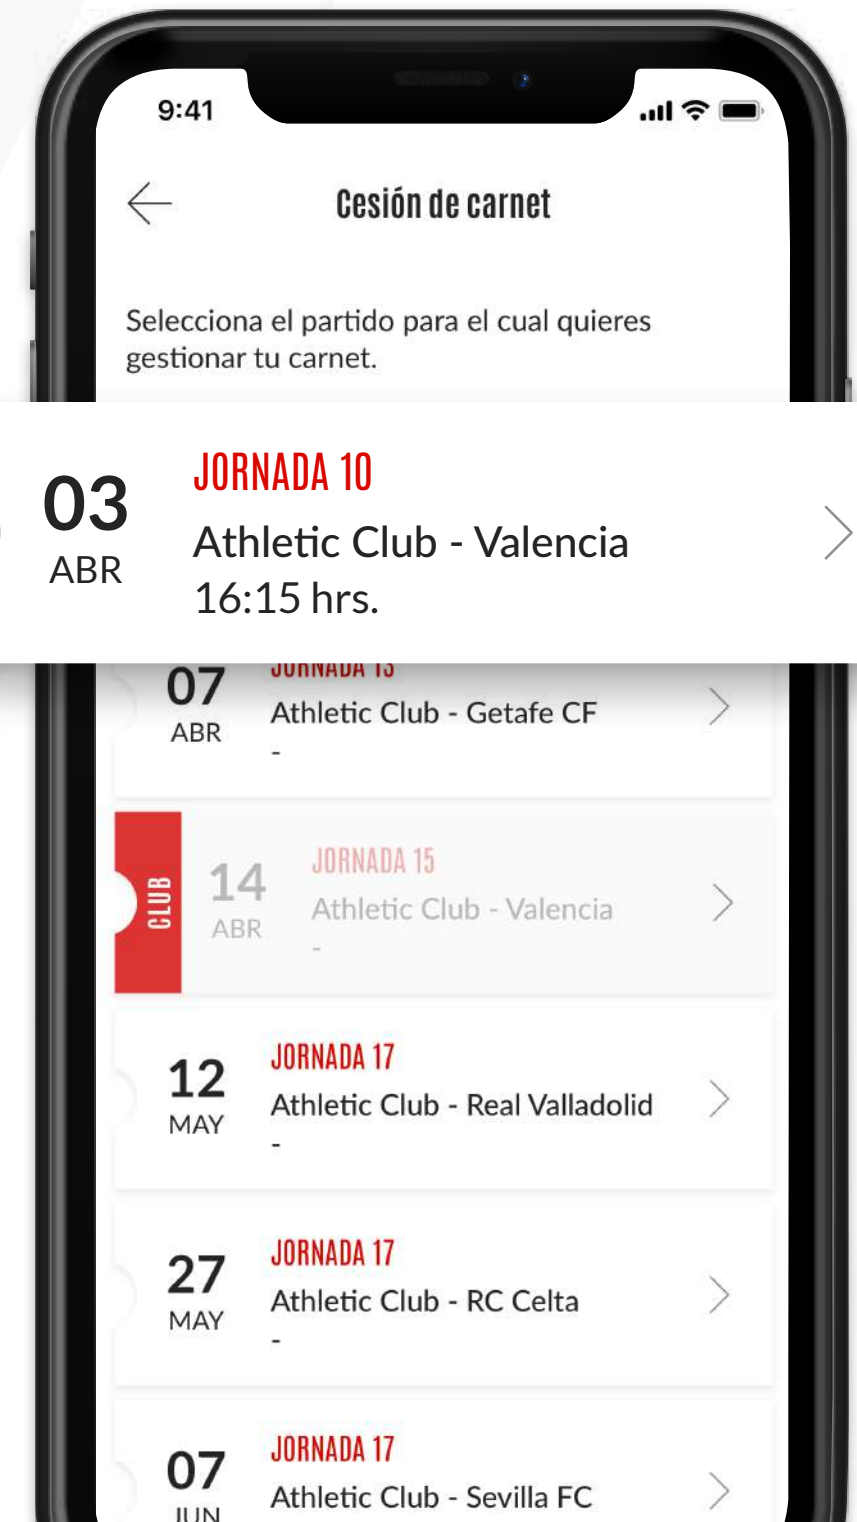 9:41
Cesión de carnet
Selecciona el partido para el cual quieres
gestionar tu carnet.
03
ABR
JORNADA 10
Athletic Club - Valencia
16:15 hrs.
07
ABR
JORNADA 13
Athletic Club - Getafe CF
-
CLUB
14
ABR
JORNADA 15
Athletic Club - Valencia
-
12
MAY
JORNADA 17
Athletic Club - Real Valladolid
-
27
MAY
JORNADA 17
Athletic Club - RC Celta
-
07
JUN
JORNADA 17
Athletic Club - Sevilla FC